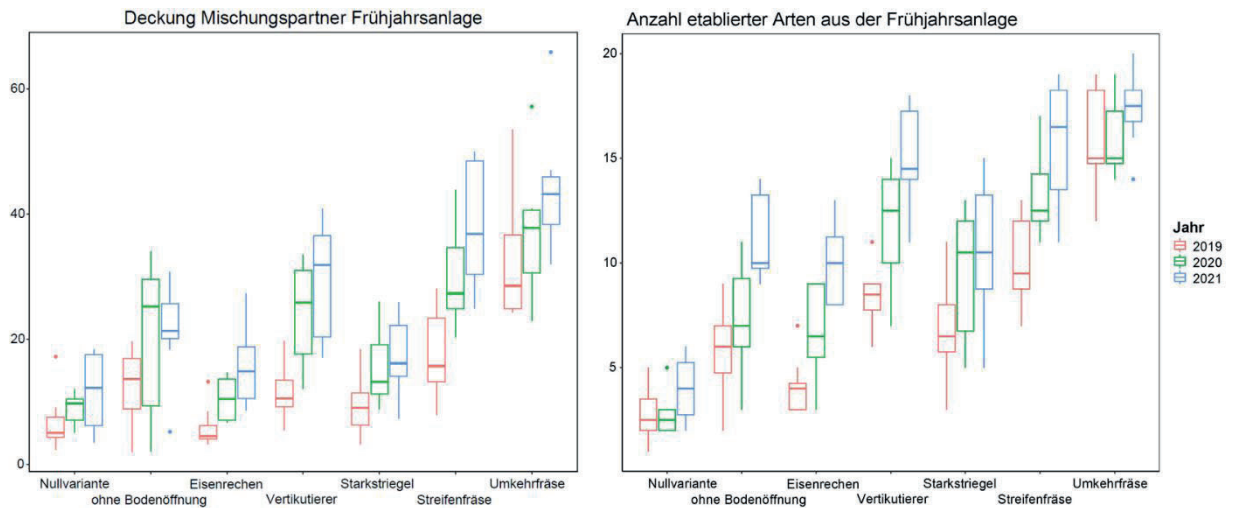 Deckung Mischungspartner Frühjahrsanlage
60
40
20
0
Nullvariante
ohne Bodenöffnung
Eisenrechen
Vertikutierer
Starkstriegel
Streifenfräse
Umkehrfräse
Anzahl etablierter Arten aus der Frühjahrsanlage
20
15
10
5
Nullvariante
ohne Bodenöffnung
Eisenrechen
Vertikutierer
Starkstriegel
Streifenfräse
Umkehrfräse
Jahr
2019
2020
2021